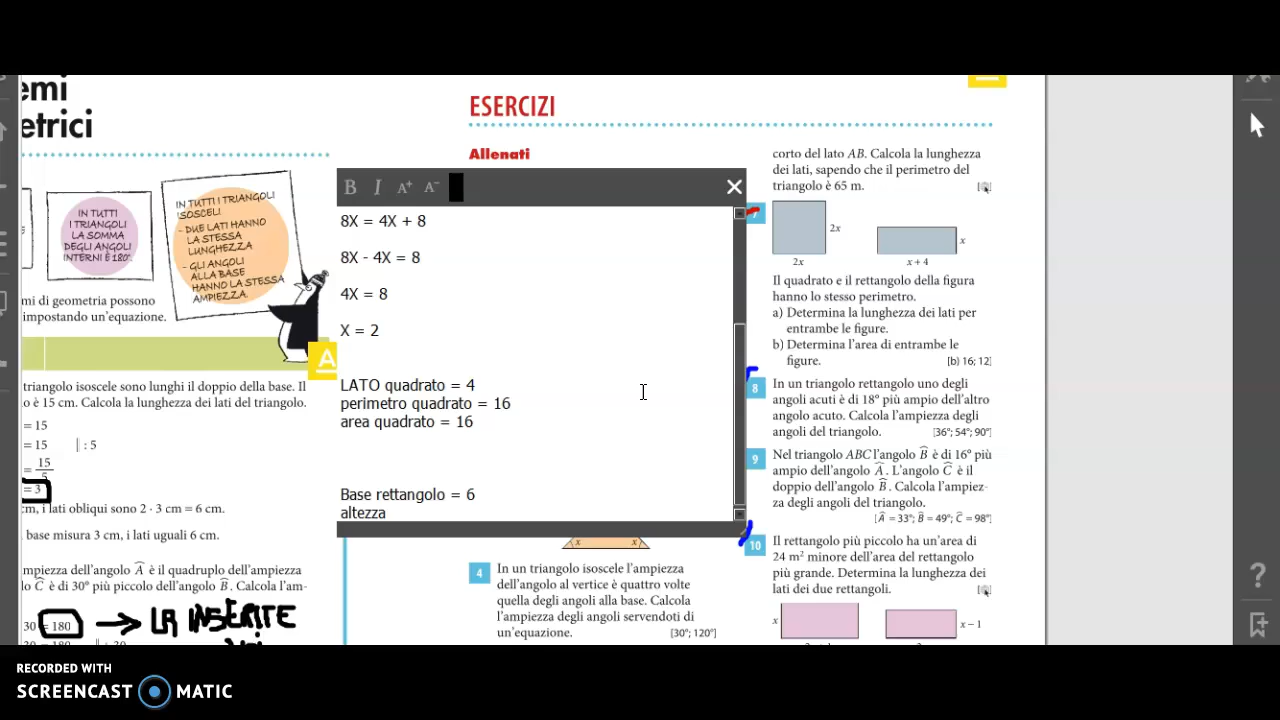 emi
etrici
ESERCIZI
Allenati
IN TUTTI
I TRIANGOLI
LA SOMMA
DEGLI ANGOLI
INTERNI È 180°.
IN TUTTI I TRIANGOLI
ISOSCELI
- DUE LATI HANNO
LA STESSA
LUNGHEZZA
- GLI ANGOLI
ALLA BASE
HANNO LA STESSA
AMPIEZZA.
mi di geometria possono
impostando un'equazione.
A
triangolo isoscele sono lunghi il doppio della base. Il
o è 15 cm. Calcola la lunghezza dei lati del triangolo.
= 15
= 15 | : 5
= 15
5
= 3
m, i lati obliqui sono 2 · 3 cm = 6 cm.
base misura 3 cm, i lati uguali 6 cm.
mpiezza dell'angolo A è il quadruplo dell'ampiezza
lo C è di 30° più piccolo dell'angolo B. Calcola l'am-
30 = 180 LA INSERITE
B I A+ A-
8X = 4X + 8
8X - 4X = 8
4X = 8
X = 2
LATO quadrato = 4
perimetro quadrato = 16
area quadrato = 16
Base rettangolo = 6
altezza
x x
4 In un triangolo isoscele l'ampiezza
dell'angolo al vertice è quattro volte
quella degli angoli alla base. Calcola
l'ampiezza degli angoli servendoti di
un'equazione. [30°; 120°]
corto del lato AB. Calcola la lunghezza
dei lati, sapendo che il perimetro del
triangolo è 65 m.
2x x
2x x + 4
Il quadrato e il rettangolo della figura
hanno lo stesso perimetro.
a) Determina la lunghezza dei lati per
entrambe le figure.
b) Determina l'area di entrambe le
figure. [b) 16; 12]
8 In un triangolo rettangolo uno degli
angoli acuti è di 18° più ampio dell'altro
angolo acuto. Calcola l'ampiezza degli
angoli del triangolo. [36°; 54°; 90°]
9 Nel triangolo ABC l'angolo B̂ è di 16° più
ampio dell'angolo Â. L'angolo Ĉ è il
doppio dell'angolo B̂. Calcola l'ampiez-
za degli angoli del triangolo.
[Â = 33°; B̂ = 49°; Ĉ = 98°]
10 Il rettangolo più piccolo ha un'area di
24 m² minore dell'area del rettangolo
più grande. Determina la lunghezza dei
lati dei due rettangoli.
x x – 1
?
RECORDED WITH
SCREENCAST MATIC